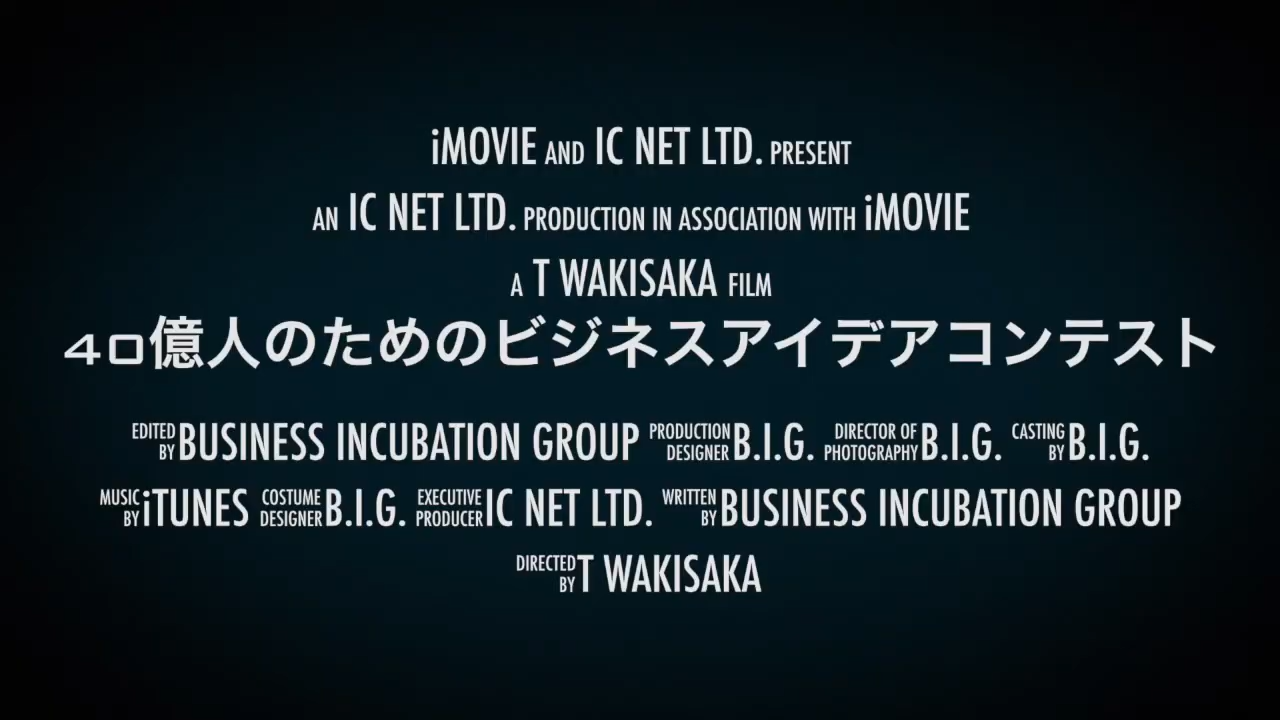 iMOVIE AND IC NET LTD. PRESENT
AN IC NET LTD. PRODUCTION IN ASSOCIATION WITH iMOVIE
A T WAKISAKA FILM
40億人のためのビジネスアイデアコンテスト
EDITED BY BUSINESS INCUBATION GROUP PRODUCTION DESIGNER B.I.G. DIRECTOR OF PHOTOGRAPHY B.I.G. CASTING BY B.I.G.
MUSIC BY iTUNES COSTUME DESIGNER B.I.G. EXECUTIVE PRODUCER IC NET LTD. WRITTEN BY BUSINESS INCUBATION GROUP
DIRECTED BY T WAKISAKA